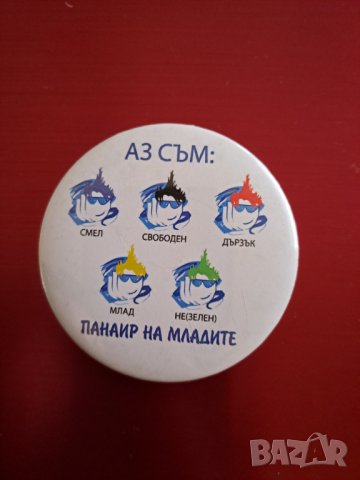 АЗ СЪМ:
СМЕЛ
СВОБОДЕН
ДЪРЗЪК
МЛАД
НЕ(ЗЕЛЕН)
ПАНАИР НА МЛАДИТЕ
BAZAR